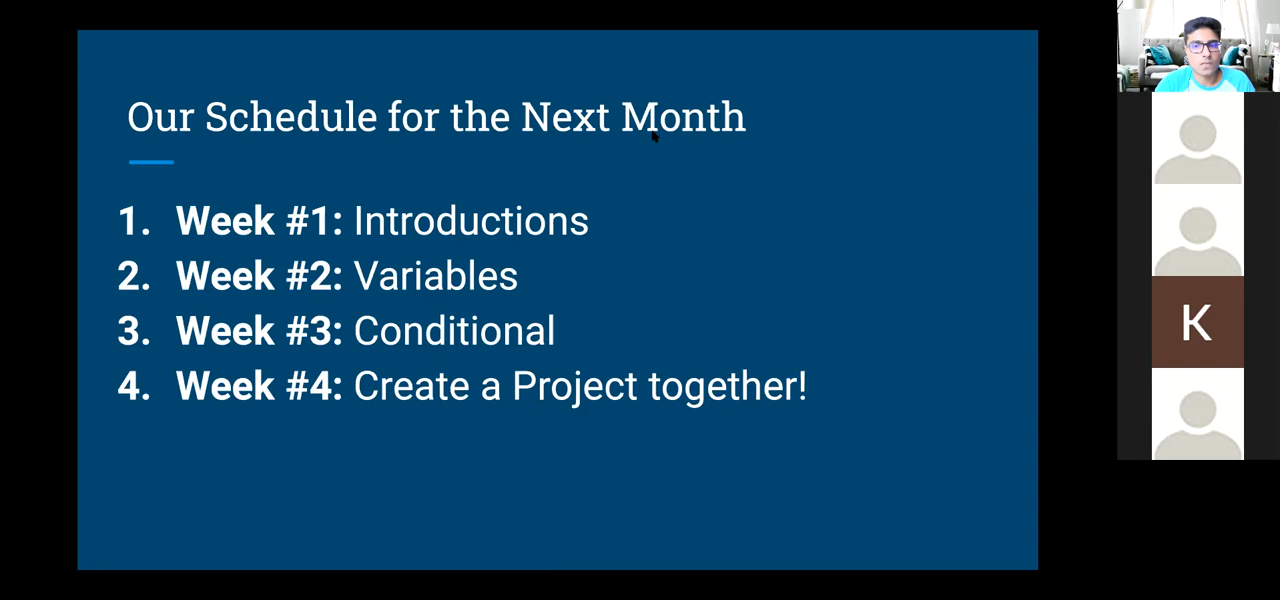 Our Schedule for the Next Month
1. Week #1: Introductions
2. Week #2: Variables
3. Week #3: Conditional
4. Week #4: Create a Project together!
K